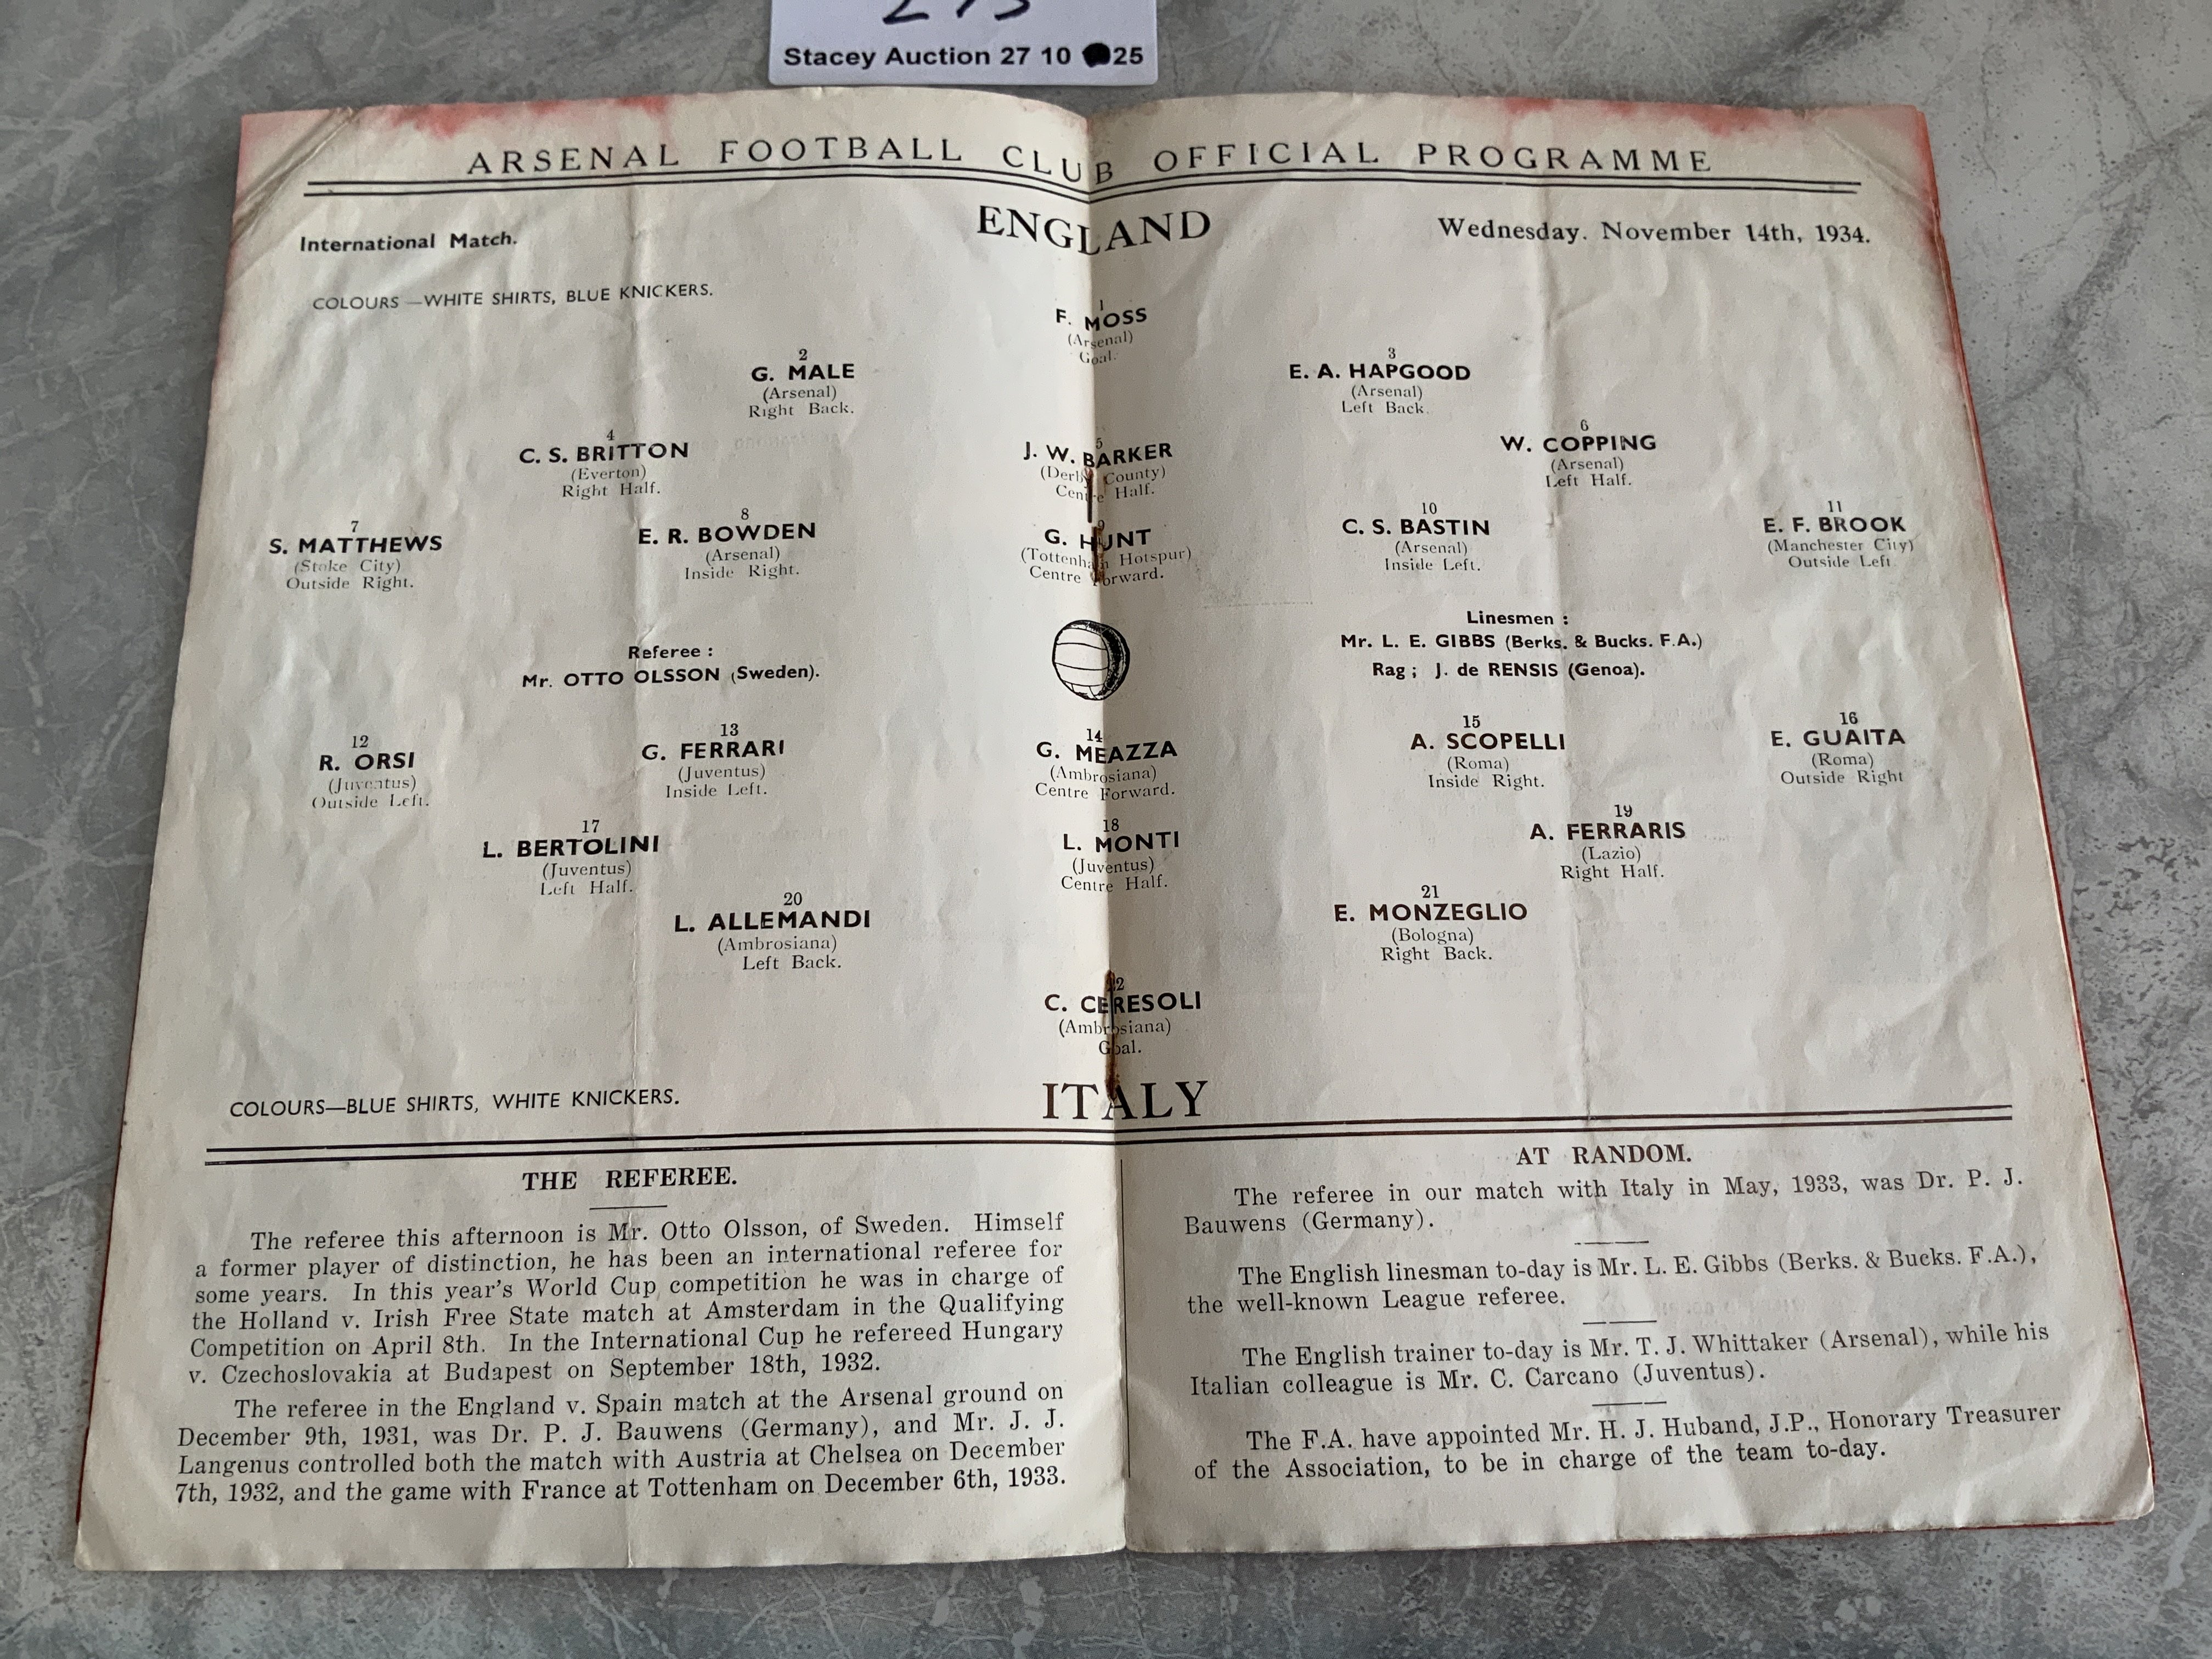 Stacey Auction 27 10 25
ARSENAL FOOTBALL CLUB OFFICIAL PROGRAMME
International Match.
ENGLAND
Wednesday. November 14th, 1934.
COLOURS —WHITE SHIRTS, BLUE KNICKERS.
1
F. MOSS
(Arsenal)
Goal.
2
G. MALE
(Arsenal)
Right Back.
3
E. A. HAPGOOD
(Arsenal)
Left Back.
4
C. S. BRITTON
(Everton)
Right Half.
5
J. W. BARKER
(Derby County)
Centre Half.
6
W. COPPING
(Arsenal)
Left Half.
7
S. MATTHEWS
(Stoke City)
Outside Right.
8
E. R. BOWDEN
(Arsenal)
Inside Right.
9
G. HUNT
(Tottenham Hotspur)
Centre Forward.
10
C. S. BASTIN
(Arsenal)
Inside Left.
11
E. F. BROOK
(Manchester City)
Outside Left
Referee :
Mr. OTTO OLSSON (Sweden).
Linesmen :
Mr. L. E. GIBBS (Berks. & Bucks. F.A.)
Rag ; J. de RENSIS (Genoa).
12
R. ORSI
(Juventus)
Outside Left.
13
G. FERRARI
(Juventus)
Inside Left.
14
G. MEAZZA
(Ambrosiana)
Centre Forward.
15
A. SCOPELLI
(Roma)
Inside Right.
16
E. GUAITA
(Roma)
Outside Right
17
L. BERTOLINI
(Juventus)
Left Half.
18
L. MONTI
(Juventus)
Centre Half.
19
A. FERRARIS
(Lazio)
Right Half.
20
L. ALLEMANDI
(Ambrosiana)
Left Back.
21
E. MONZEGLIO
(Bologna)
Right Back.
22
C. CERESOLI
(Ambrosiana)
Goal.
COLOURS—BLUE SHIRTS, WHITE KNICKERS.
ITALY
THE REFEREE.
The referee this afternoon is Mr. Otto Olsson, of Sweden. Himself
a former player of distinction, he has been an international referee for
some years. In this year's World Cup competition he was in charge of
the Holland v. Irish Free State match at Amsterdam in the Qualifying
Competition on April 8th. In the International Cup he refereed Hungary
v. Czechoslovakia at Budapest on September 18th, 1932.
The referee in the England v. Spain match at the Arsenal ground on
December 9th, 1931, was Dr. P. J. Bauwens (Germany), and Mr. J. J.
Langenus controlled both the match with Austria at Chelsea on December
7th, 1932, and the game with France at Tottenham on December 6th, 1933.
AT RANDOM.
The referee in our match with Italy in May, 1933, was Dr. P. J.
Bauwens (Germany).
The English linesman to-day is Mr. L. E. Gibbs (Berks. & Bucks. F.A.),
the well-known League referee.
The English trainer to-day is Mr. T. J. Whittaker (Arsenal), while his
Italian colleague is Mr. C. Carcano (Juventus).
The F.A. have appointed Mr. H. J. Huband, J.P., Honorary Treasurer
of the Association, to be in charge of the team to-day.